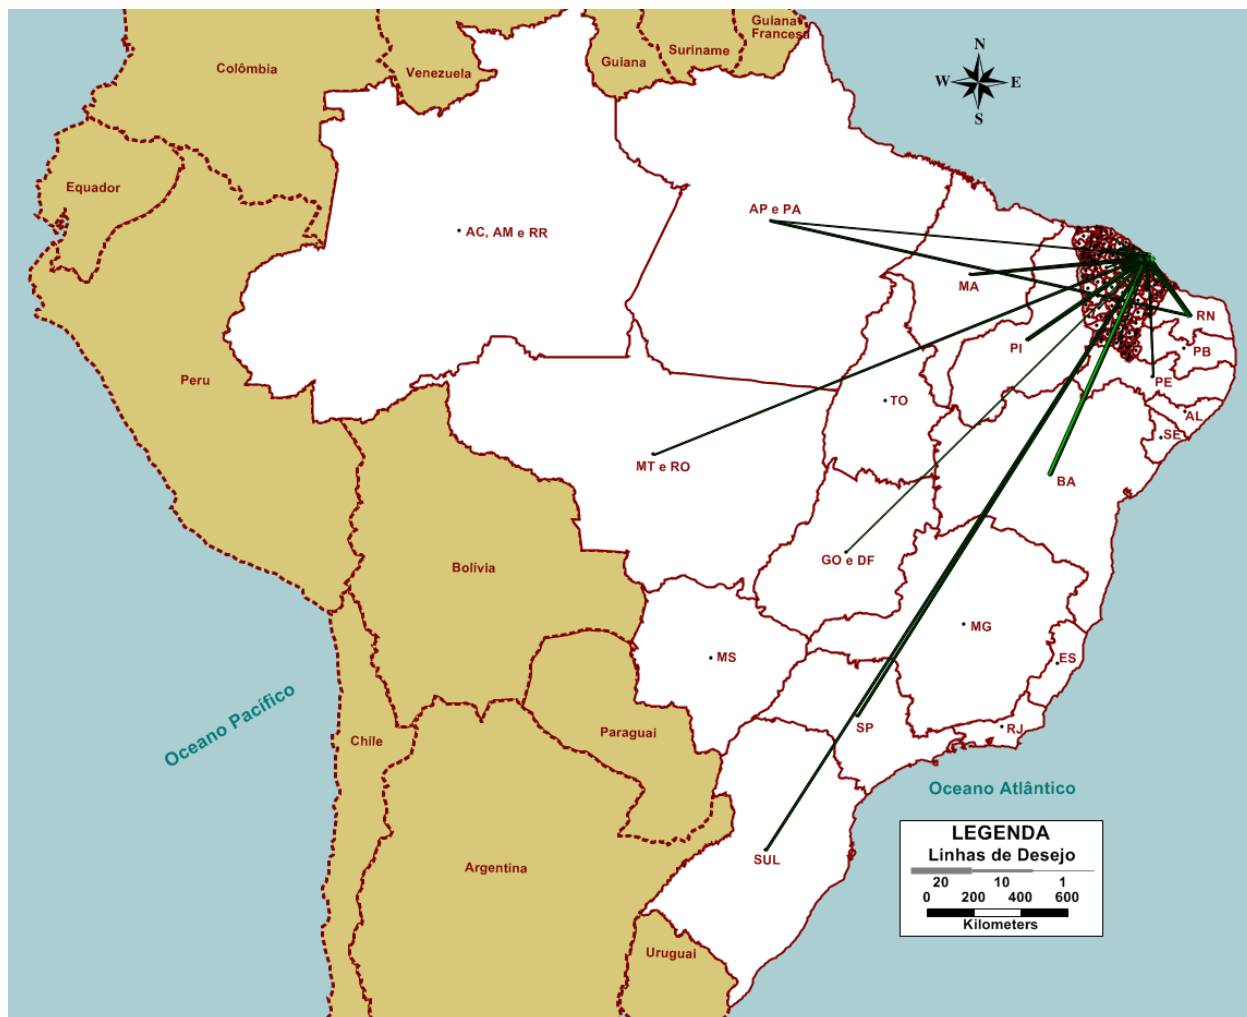 Guiana
Francesa
Suriname
Guiana
Venezuela
Colômbia
N
W
E
S
Equador
AP e PA
AC, AM e RR
MA
RN
PI
PB
Peru
PE
TO
AL
SE
MT e RO
BA
GO e DF
Bolívia
MG
MS
ES
Oceano Pacífico
SP
RJ
Paraguai
Chile
Oceano Atlântico
SUL
Argentina
Uruguai
LEGENDA
Linhas de Desejo
20 10 1
0 200 400 600
Kilometers